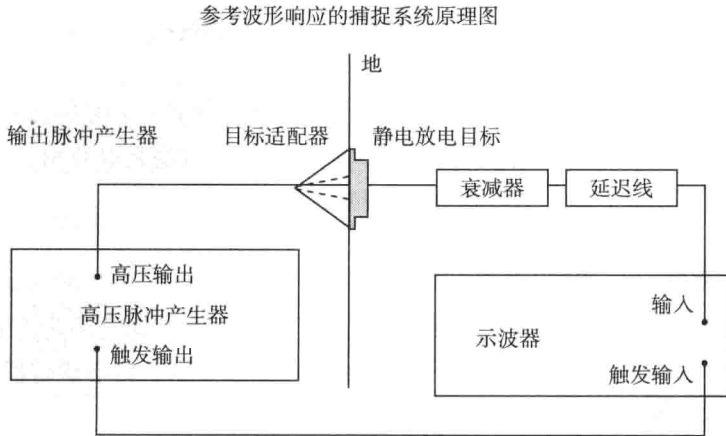 参考波形响应的捕捉系统原理图
地
输出脉冲产生器
目标适配器
静电放电目标
衰减器
延迟线
高压输出
高压脉冲产生器
触发输出
输入
示波器
触发输入